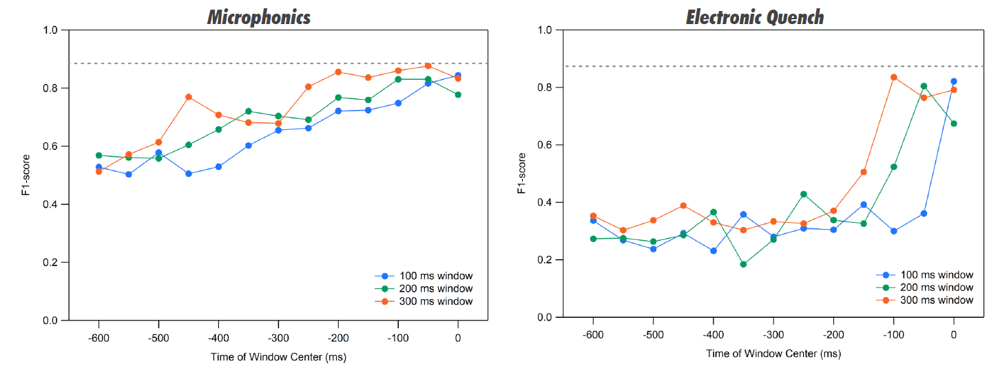 Microphonics
1.0
0.8
0.6
0.4
0.2
0.0
F1-score
-600
-500
-400
-300
-200
-100
0
Time of Window Center (ms)
100 ms window
200 ms window
300 ms window
Electronic Quench
1.0
0.8
0.6
0.4
0.2
0.0
F1-score
-600
-500
-400
-300
-200
-100
0
Time of Window Center (ms)
100 ms window
200 ms window
300 ms window